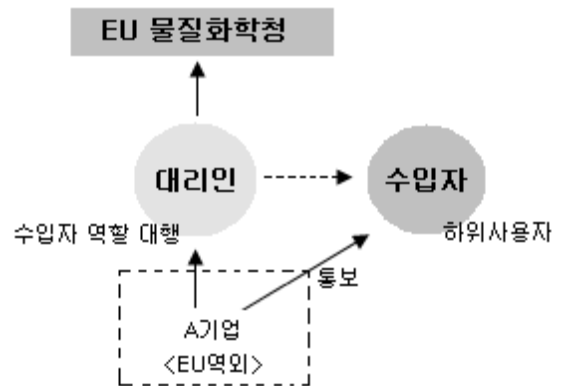 EU 물질화학청
대리인
수입자
수입자 역할 대행
하위사용자
통보
A기업
<EU역외>